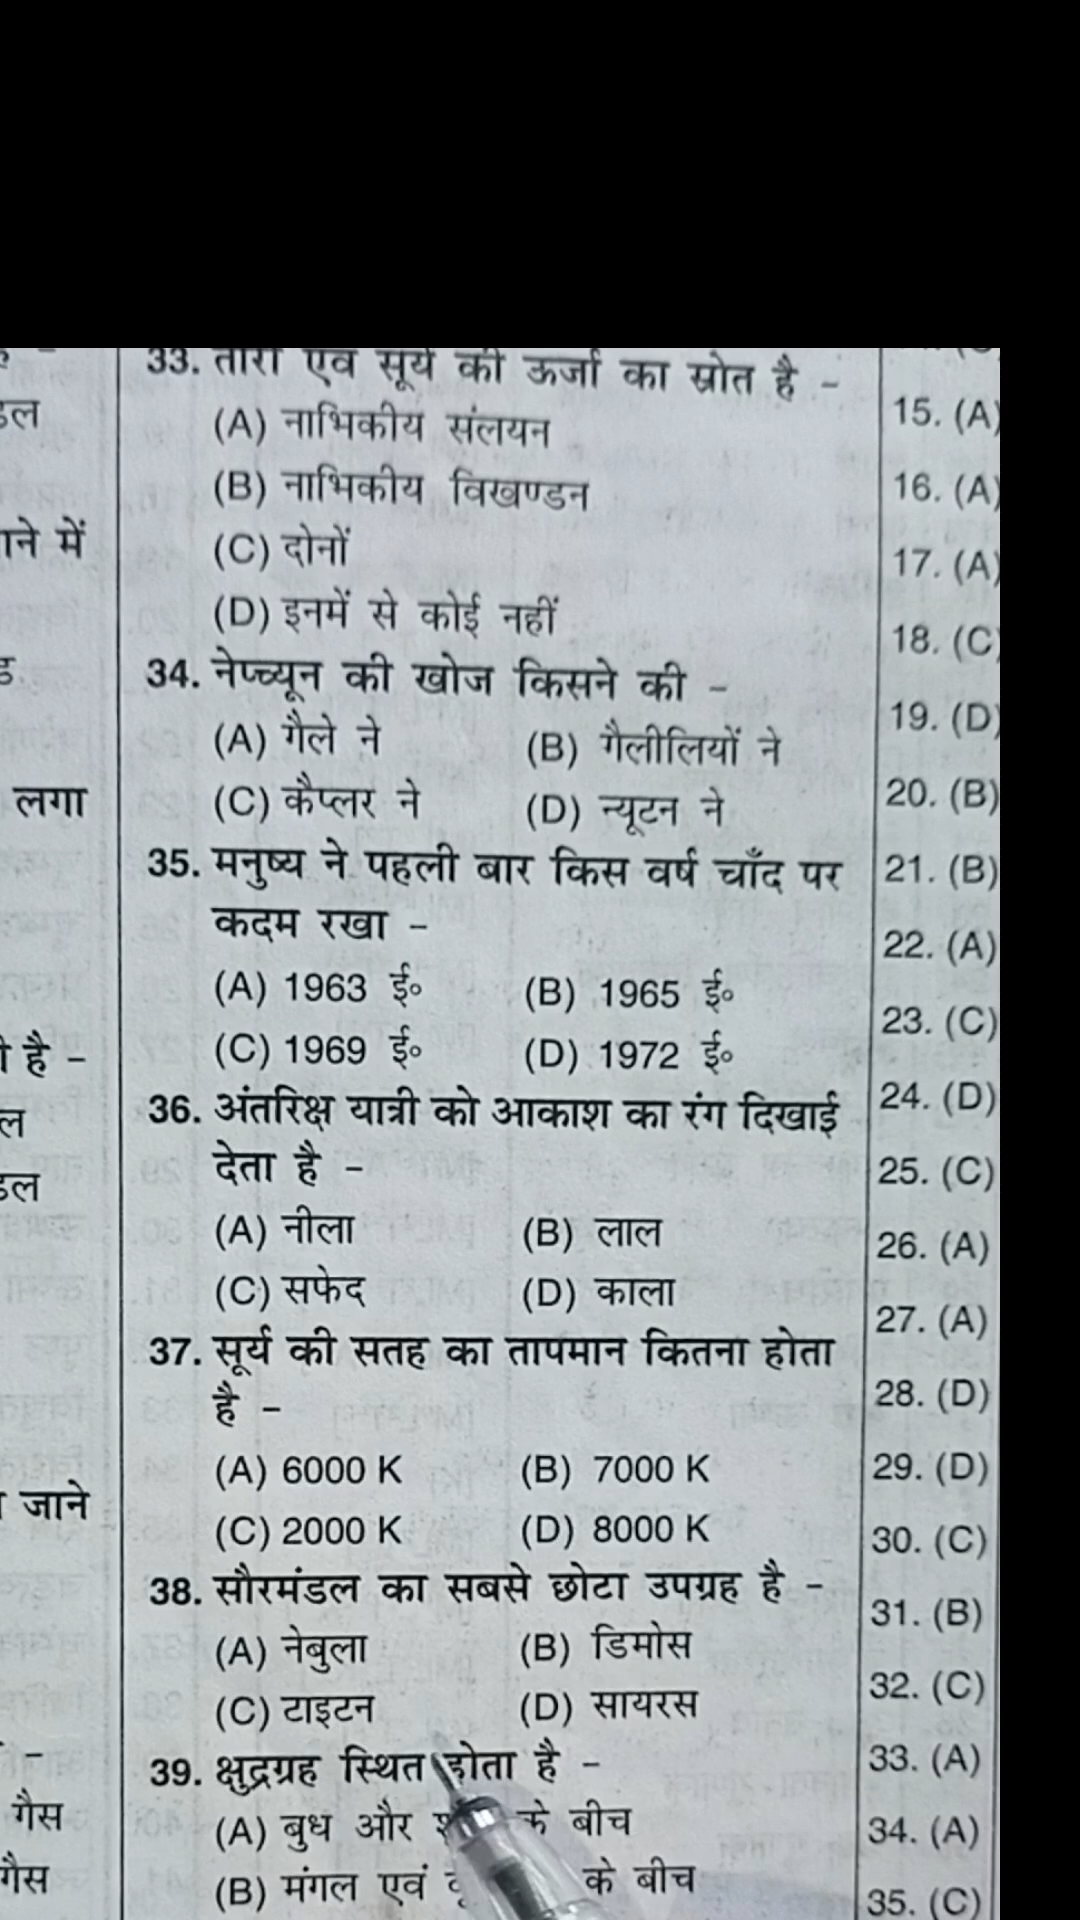 डल
ाने में
ड
लगा
ी है -
ल
डल
जाने
गैस
गैस
33. तारों एवं सूर्य की ऊर्जा का स्रोत है -
(A) नाभिकीय संलयन
(B) नाभिकीय विखण्डन
(C) दोनों
(D) इनमें से कोई नहीं
34. नेप्च्यून की खोज किसने की -
(A) गैले ने (B) गैलीलियों ने
(C) कैप्लर ने (D) न्यूटन ने
35. मनुष्य ने पहली बार किस वर्ष चाँद पर
कदम रखा -
(A) 1963 ई० (B) 1965 ई०
(C) 1969 ई० (D) 1972 ई०
36. अंतरिक्ष यात्री को आकाश का रंग दिखाई
देता है -
(A) नीला (B) लाल
(C) सफेद (D) काला
37. सूर्य की सतह का तापमान कितना होता
है -
(A) 6000 K (B) 7000 K
(C) 2000 K (D) 8000 K
38. सौरमंडल का सबसे छोटा उपग्रह है -
(A) नेबुला (B) डिमोस
(C) टाइटन (D) सायरस
39. क्षुद्रग्रह स्थित होता है -
(A) बुध और के बीच
(B) मंगल एवं के बीच
15. (A)
16. (A)
17. (A)
18. (C)
19. (D)
20. (B)
21. (B)
22. (A)
23. (C)
24. (D)
25. (C)
26. (A)
27. (A)
28. (D)
29. (D)
30. (C)
31. (B)
32. (C)
33. (A)
34. (A)
35. (C)